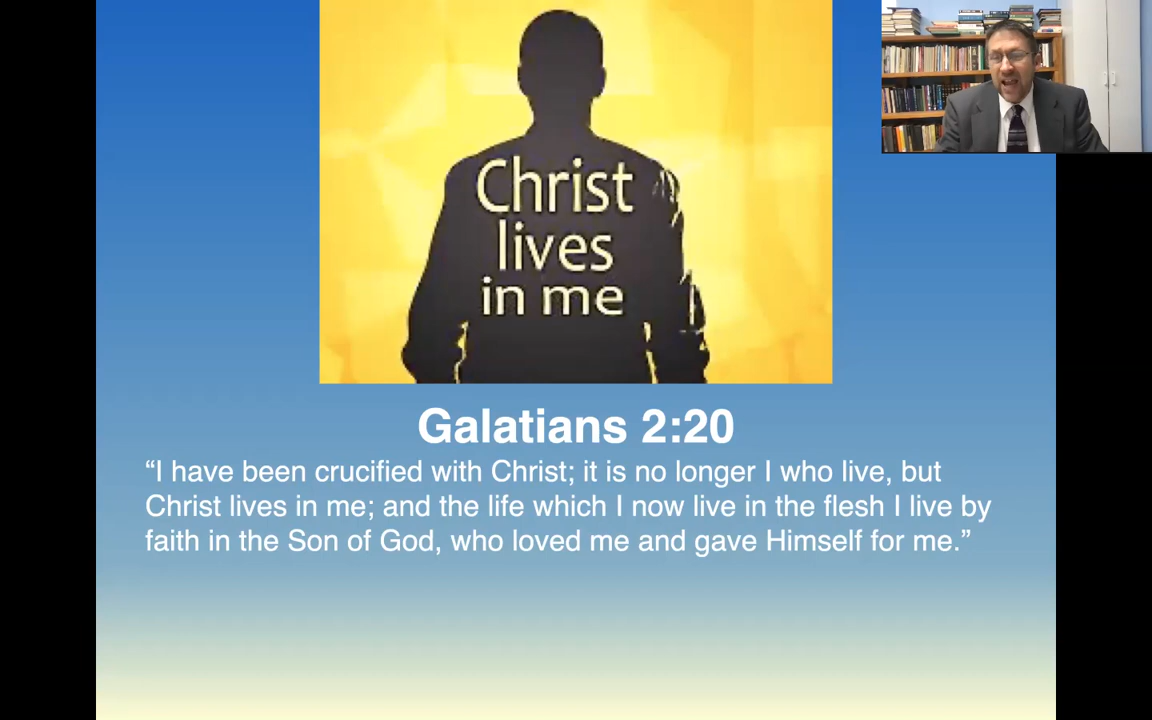 Christ
lives
in me
Galatians 2:20
“I have been crucified with Christ; it is no longer I who live, but
Christ lives in me; and the life which I now live in the flesh I live by
faith in the Son of God, who loved me and gave Himself for me.”